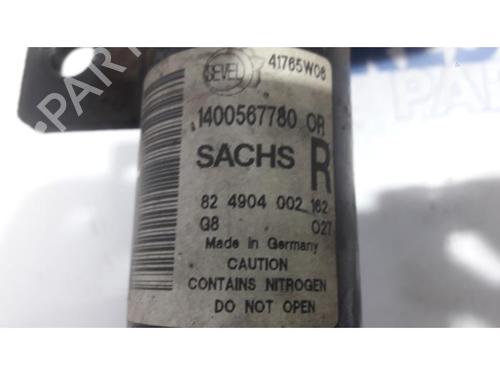 SEVEL
41765W06
1400567780 OR
SACHS R
82 4904 002 162
G8 027
Made in Germany
CAUTION
CONTAINS NITROGEN
DO NOT OPEN